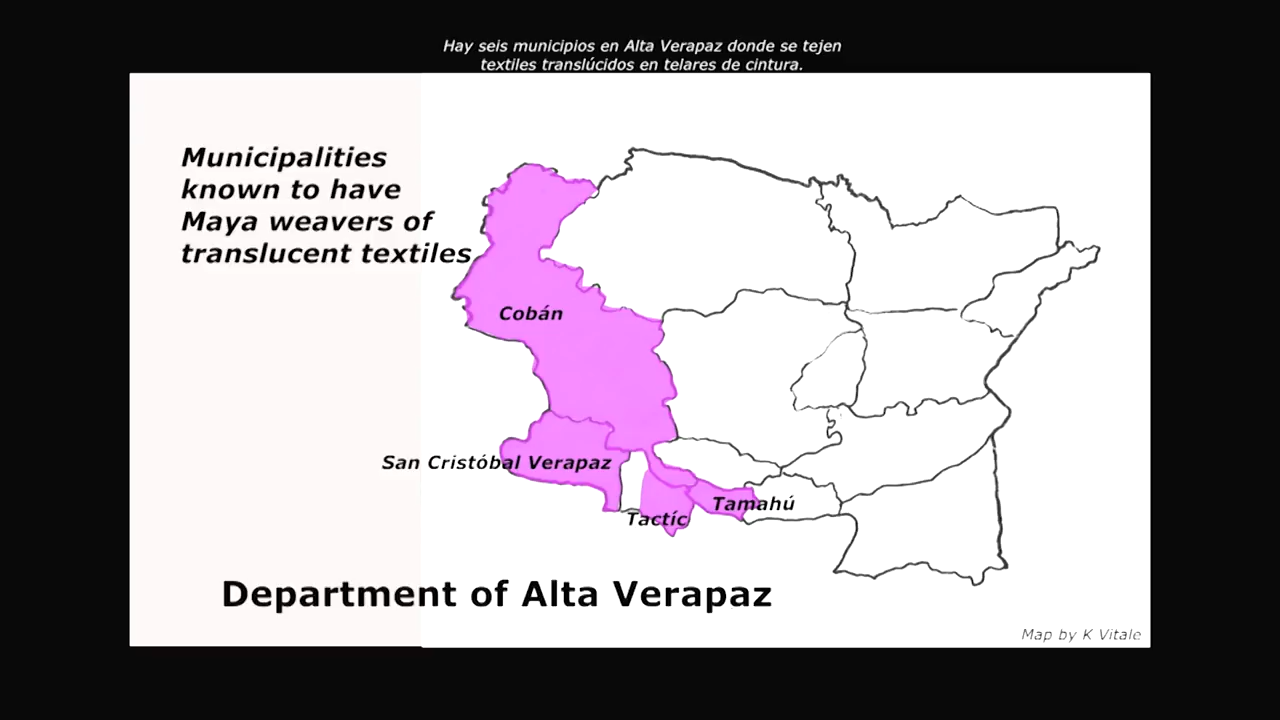 Hay seis municipios en Alta Verapaz donde se tejen
textiles translúcidos en telares de cintura.
Municipalities
known to have
Maya weavers of
translucent textiles
Cobán
San Cristóbal Verapaz
Tamahú
Tactíc
Department of Alta Verapaz
Map by K Vitale